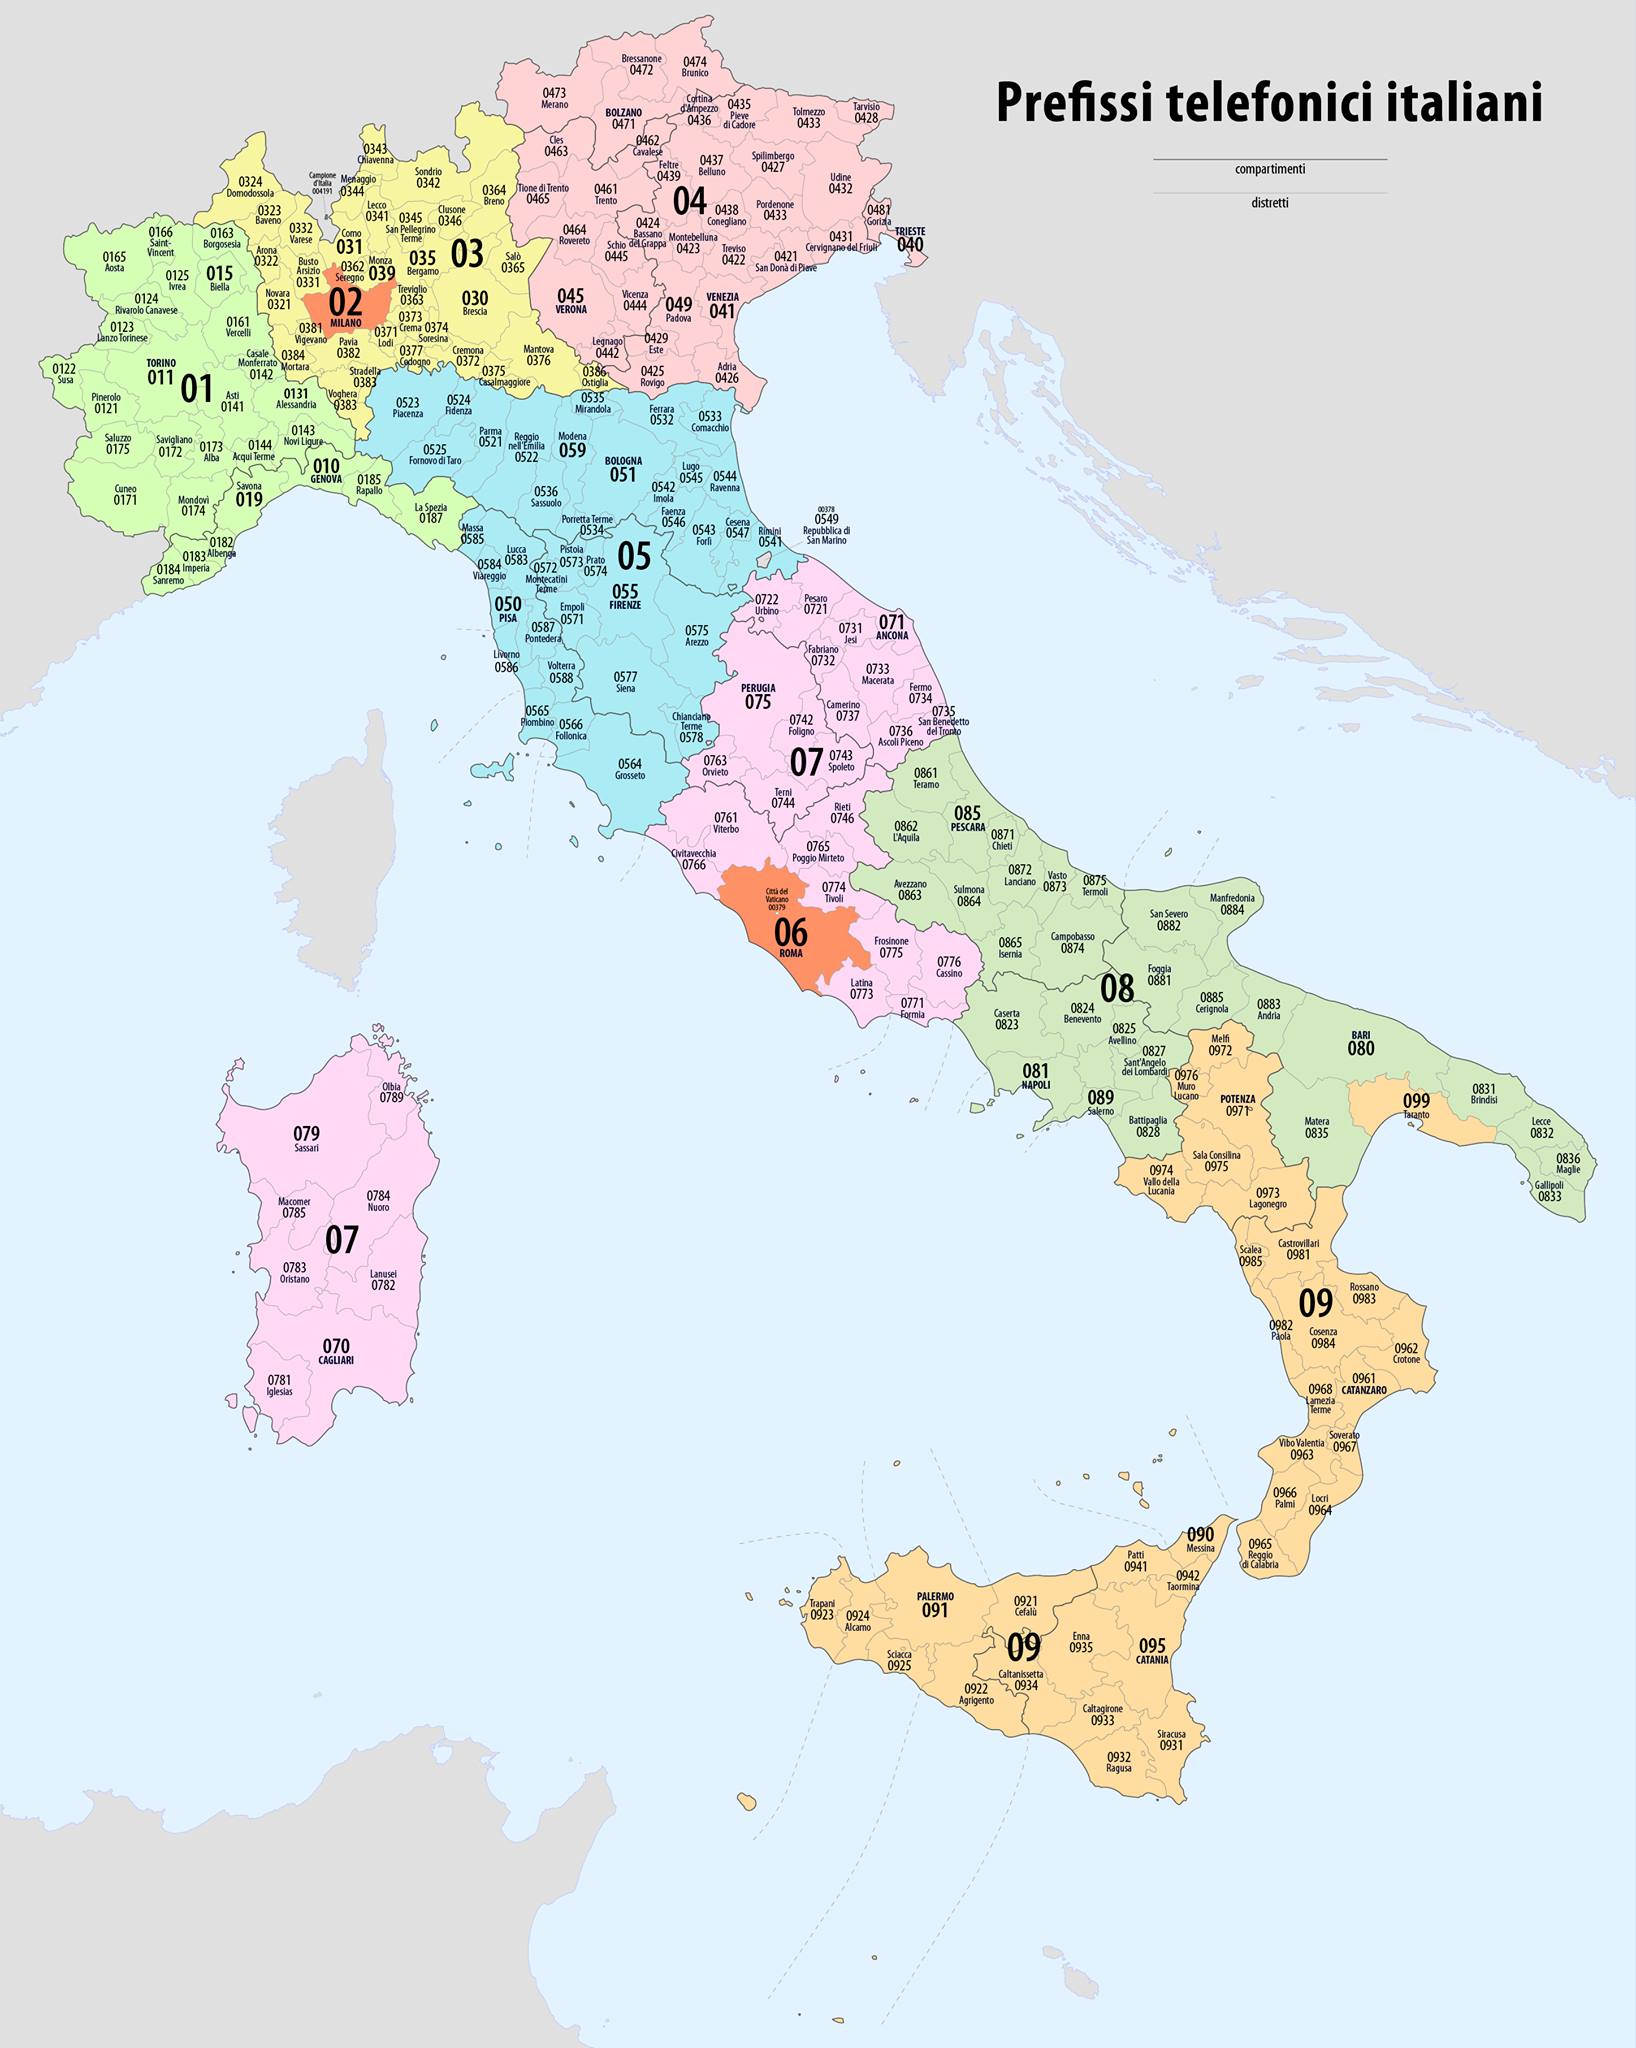 Prefissi telefonici italiani
compartimenti
distretti
Bressanone
0472
0474
Brunico
0473
Merano
BOLZANO
0471
Cortina
d'Ampezzo
0436
0435
Pieve
di Cadore
Tolmezzo
0433
Tarvisio
0428
Cles
0463
0462
Cavalese
Feltre
0439
0437
Belluno
Spilimbergo
0427
Udine
0432
Tione di Trento
0465
0461
Trento
04
0438
Conegliano
Pordenone
0433
0481
Gorizia
TRIESTE
040
0464
Rovereto
0424
Bassano
del Grappa
Schio
0445
Montebelluna
0423
Treviso
0422
0421
San Donà di Piave
0431
Cervignano del Friuli
045
VERONA
Vicenza
0444
049
Padova
VENEZIA
041
Legnago
0442
0429
Este
0425
Rovigo
Adria
0426
0343
Chiavenna
Campione
d'Italia
004191
Menaggio
0344
Sondrio
0342
0364
Breno
0324
Domodossola
0323
Baveno
0332
Varese
Lecco
0341
0345
San Pellegrino
Terme
Clusone
0346
Como
031
03
Arona
0322
Busto
Arsizio
0331
0362
Seregno
Monza
039
035
Bergamo
Salò
0365
Novara
0321
02
MILANO
Treviglio
0363
030
Brescia
0381
Vigevano
Pavia
0382
0371
Lodi
0373
Crema
0374
Soresina
0384
Mortara
0377
Codogno
Cremona
0372
Mantova
0376
Stradella
0383
0375
Casalmaggiore
0386
Ostiglia
Voghera
0383
0166
Saint-
Vincent
0163
Borgosesia
0165
Aosta
0125
Ivrea
015
Biella
0124
Rivarolo Canavese
0123
Lanzo Torinese
0161
Vercelli
0122
Susa
TORINO
011
01
Casale
Monferrato
0142
Pinerolo
0121
Asti
0141
0131
Alessandria
Saluzzo
0175
Savigliano
0172
0173
Alba
0144
Acqui Terme
0143
Novi Ligure
Cuneo
0171
Mondovì
0174
Savona
019
010
GENOVA
0185
Rapallo
La Spezia
0187
0182
Albenga
0183
Imperia
0184
Sanremo
0523
Piacenza
0524
Fidenza
0535
Mirandola
Ferrara
0532
0533
Comacchio
Parma
0521
Reggio
nell'Emilia
0522
Modena
059
0525
Fornovo di Taro
BOLOGNA
051
Lugo
0545
0544
Ravenna
0536
Sassuolo
0542
Imola
Faenza
0546
0543
Forlì
Cesena
0547
Rimini
0541
00378
0549
Repubblica di
San Marino
Porretta Terme
0534
Massa
0585
Lucca
0583
Pistoia
0573
Prato
0574
05
0584
Viareggio
0572
Montecatini
Terme
055
FIRENZE
050
PISA
Empoli
0571
0587
Pontedera
0575
Arezzo
Livorno
0586
Volterra
0588
0577
Siena
0565
Piombino
0566
Follonica
Chianciano
Terme
0578
0564
Grosseto
0722
Urbino
Pesaro
0721
0731
Jesi
071
ANCONA
Fabriano
0732
0733
Macerata
PERUGIA
075
Fermo
0734
Camerino
0737
0735
San Benedetto
del Tronto
0742
Foligno
0736
Ascoli Piceno
07
0743
Spoleto
0763
Orvieto
Terni
0744
Rieti
0746
0761
Viterbo
0765
Poggio Mirteto
Civitavecchia
0766
Città del
Vaticano
00379
0774
Tivoli
06
ROMA
Frosinone
0775
0776
Cassino
Latina
0773
0771
Formia
0861
Teramo
085
PESCARA
0862
L'Aquila
0871
Chieti
0872
Lanciano
Vasto
0873
0875
Termoli
Avezzano
0863
Sulmona
0864
0865
Isernia
Campobasso
0874
San Severo
0882
Manfredonia
0884
Foggia
0881
08
0885
Cerignola
0883
Andria
Caserta
0823
0824
Benevento
0825
Avellino
0827
Sant'Angelo
dei Lombardi
BARI
080
081
NAPOLI
089
Salerno
Battipaglia
0828
Matera
0835
0831
Brindisi
Lecce
0832
0836
Maglie
Gallipoli
0833
Melfi
0972
0976
Muro
Lucano
POTENZA
0971
099
Taranto
Sala Consilina
0975
0974
Vallo della
Lucania
0973
Lagonegro
Scalea
0985
Castrovillari
0981
Rossano
0983
09
0982
Paola
Cosenza
0984
0962
Crotone
0961
CATANZARO
0968
Lamezia
Terme
Vibo Valentia
0963
Soverato
0967
0966
Palmi
Locri
0964
0965
Reggio
di Calabria
Olbia
0789
079
Sassari
Macomer
0785
0784
Nuoro
07
0783
Oristano
Lanusei
0782
070
CAGLIARI
0781
Iglesias
090
Messina
Patti
0941
0942
Taormina
Trapani
0923
0924
Alcamo
PALERMO
091
0921
Cefalù
Sciacca
0925
09
Enna
0935
095
CATANIA
Caltanissetta
0934
0922
Agrigento
Caltagirone
0933
Siracusa
0931
0932
Ragusa